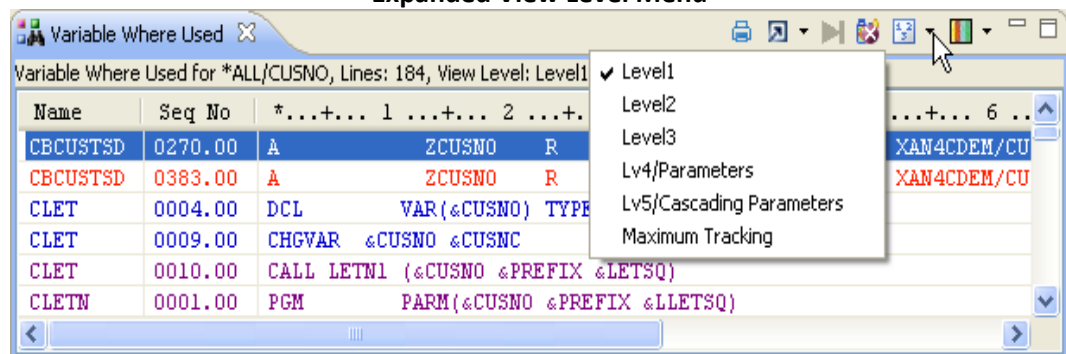 Expanded View Level Menu
Variable Where Used
Variable Where Used for *ALL/CUSNO, Lines: 184, View Level: Level1
Level1
Level2
Level3
Lv4/Parameters
Lv5/Cascading Parameters
Maximum Tracking
Name Seq No *...+... 1 ...+... 2 ...+. ...+... 6 ..
CBCUSTSD 0270.00 A ZCUSNO R XAN4CDEM/CU
CBCUSTSD 0383.00 A ZCUSNO R XAN4CDEM/CU
CLET 0004.00 DCL VAR(&CUSNO) TYPE
CLET 0009.00 CHGVAR &CUSNO &CUSNC
CLET 0010.00 CALL LETN1 (&CUSNO &PREFIX &LETSQ)
CLETN 0001.00 PGM PARM(&CUSNO &PREFIX &LLETSQ)